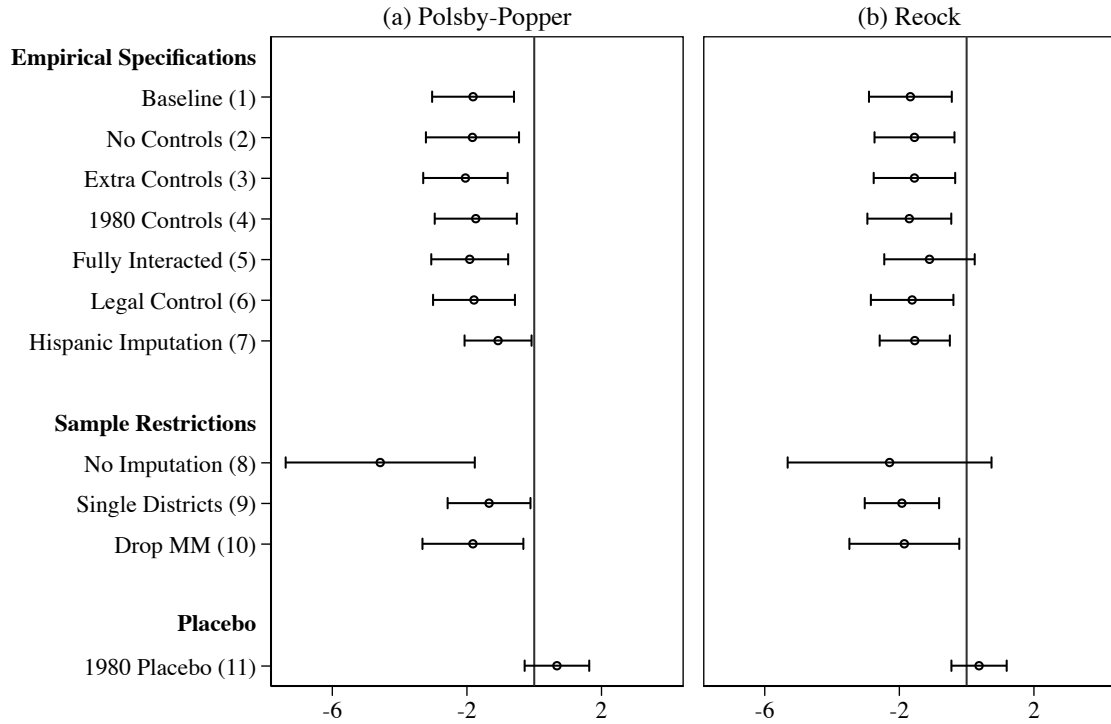 (a) Polsby-Popper
(b) Reock
Empirical Specifications
Baseline (1)
No Controls (2)
Extra Controls (3)
1980 Controls (4)
Fully Interacted (5)
Legal Control (6)
Hispanic Imputation (7)
Sample Restrictions
No Imputation (8)
Single Districts (9)
Drop MM (10)
Placebo
1980 Placebo (11)
-6 -2 2
-6 -2 2